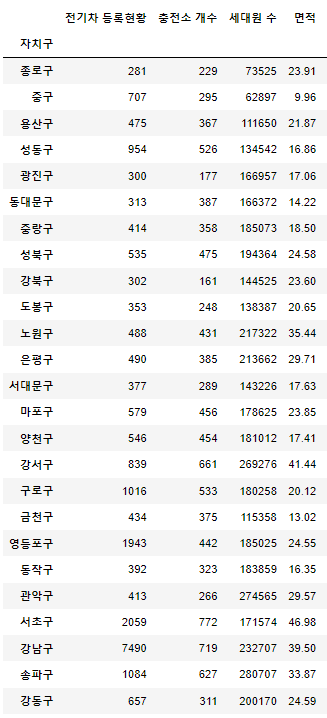 전기차 등록현황 충전소 개수 세대원 수 면적
자치구
종로구 281 229 73525 23.91
중구 707 295 62897 9.96
용산구 475 367 111650 21.87
성동구 954 526 134542 16.86
광진구 300 177 166957 17.06
동대문구 313 387 166372 14.22
중랑구 414 358 185073 18.50
성북구 535 475 194364 24.58
강북구 302 161 144525 23.60
도봉구 353 248 138387 20.65
노원구 488 431 217322 35.44
은평구 490 385 213662 29.71
서대문구 377 289 143226 17.63
마포구 579 456 178625 23.85
양천구 546 454 181012 17.41
강서구 839 661 269276 41.44
구로구 1016 533 180258 20.12
금천구 434 375 115358 13.02
영등포구 1943 442 185025 24.55
동작구 392 323 183859 16.35
관악구 413 266 274565 29.57
서초구 2059 772 171574 46.98
강남구 7490 719 232707 39.50
송파구 1084 627 280707 33.87
강동구 657 311 200170 24.59